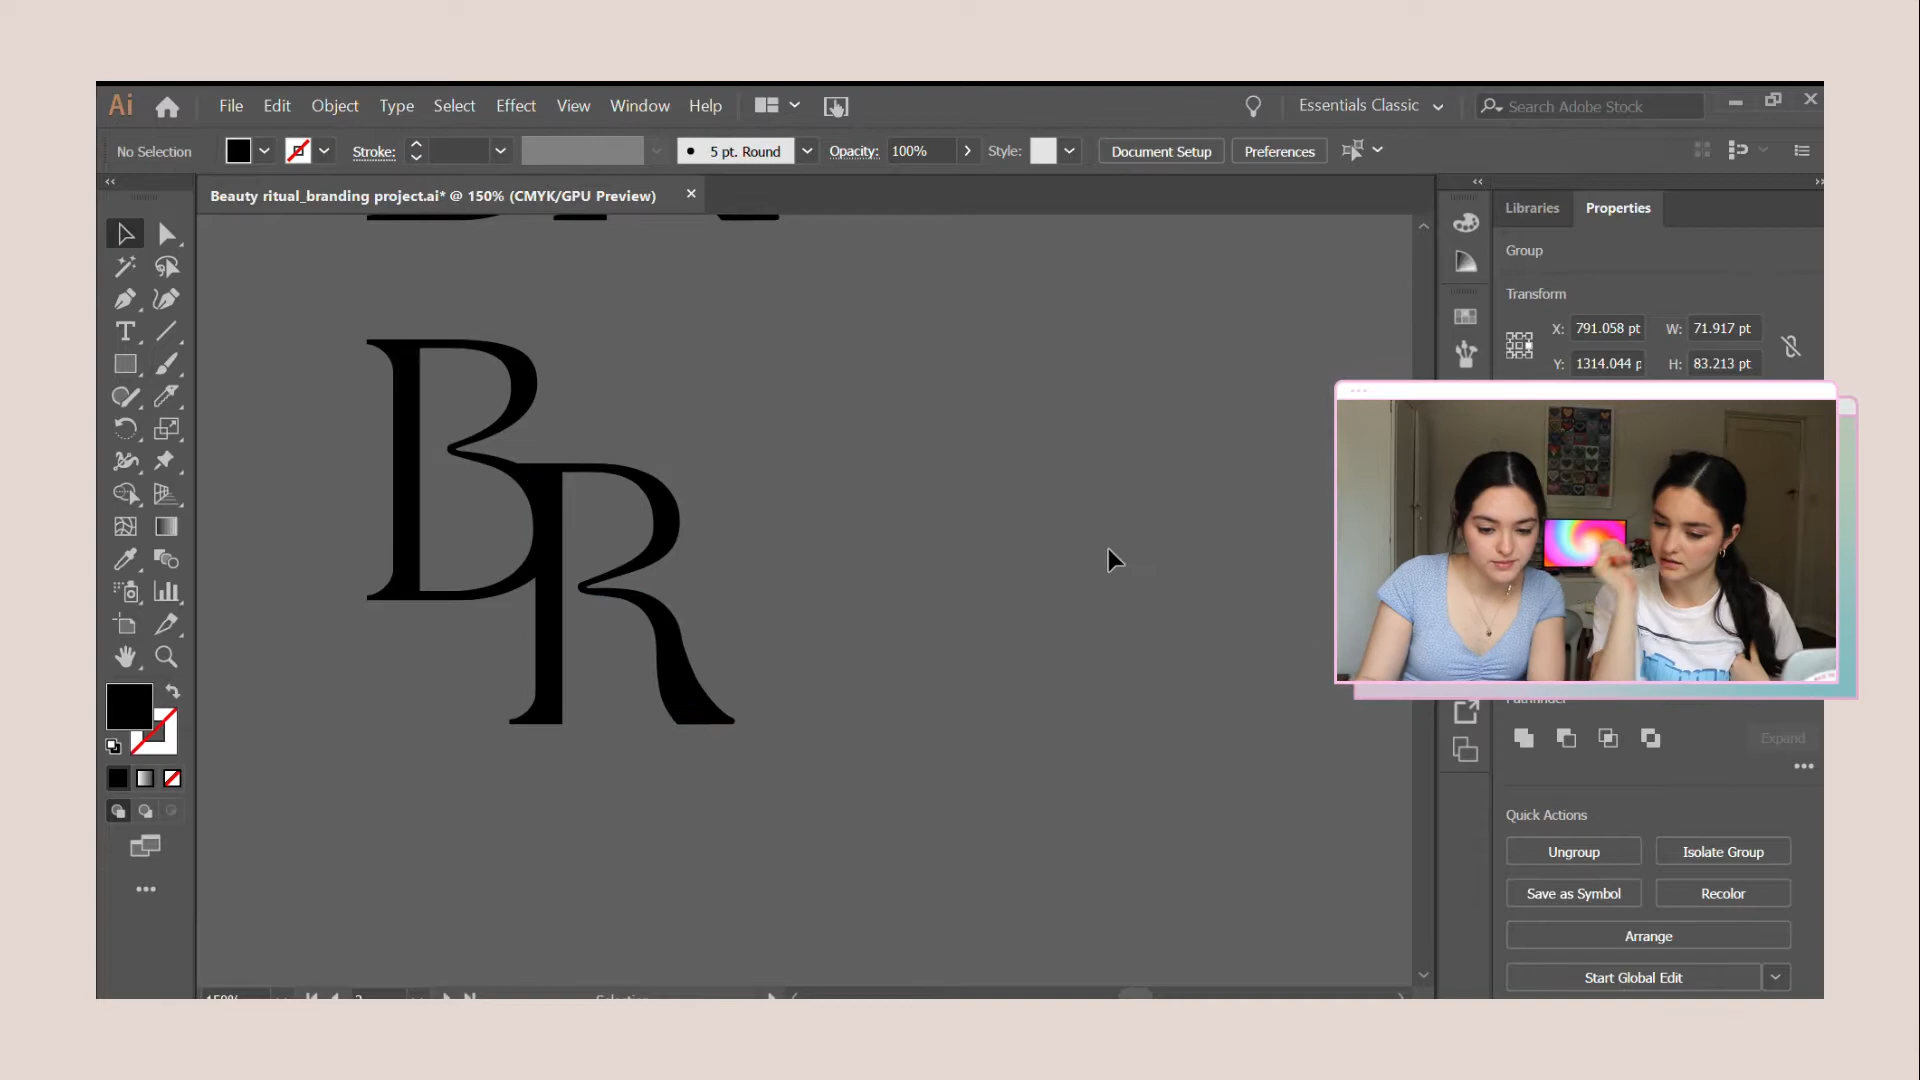 Ai File Edit Object Type Select Effect View Window Help Essentials Classic Search Adobe Stock
No Selection Stroke: 5 pt. Round Opacity: 100% Style: Document Setup Preferences
Beauty ritual_branding project.ai* @ 150% (CMYK/GPU Preview)
Libraries Properties
Group
Transform
X: 791.058 pt W: 71.917 pt
Y: 1314.044 p H: 83.213 pt
BR
Pathfinder
Expand
Quick Actions
Ungroup Isolate Group
Save as Symbol Recolor
Arrange
Start Global Edit
150% Selection